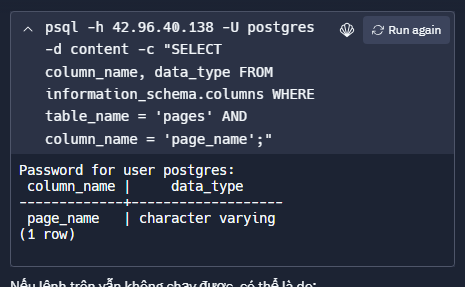 psql -h 42.96.40.138 -U postgres
-d content -c "SELECT
column_name, data_type FROM
information_schema.columns WHERE
table_name = 'pages' AND
column_name = 'page_name';"
Run again
Password for user postgres:
column_name |     data_type
-------------+-------------------
page_name   | character varying
(1 row)
Nếu lệnh trên vẫn không chạy được, có thể là do: